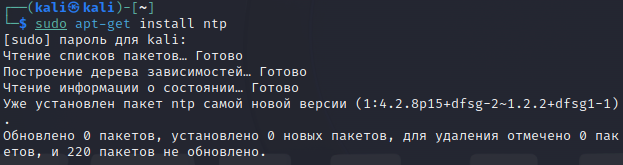 ┌──(kali㉿kali)-[~]
└─$ sudo apt-get install ntp
[sudo] пароль для kali:
Чтение списков пакетов… Готово
Построение дерева зависимостей… Готово
Чтение информации о состоянии… Готово
Уже установлен пакет ntp самой новой версии (1:4.2.8p15+dfsg-2~1.2.2+dfsg1-1)
.
Обновлено 0 пакетов, установлено 0 новых пакетов, для удаления отмечено 0 пак
етов, и 220 пакетов не обновлено.